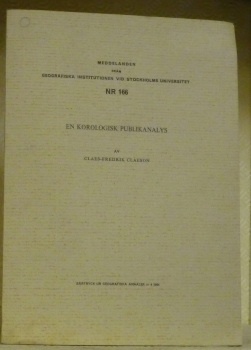 MEDDELANDEN
FRÅN
GEOGRAFISKA INSTITUTIONEN VID STOCKHOLMS UNIVERSITET
NR 166
EN KOROLOGISK PUBLIKANALYS
AV
CLAES-FREDRIK CLAESON